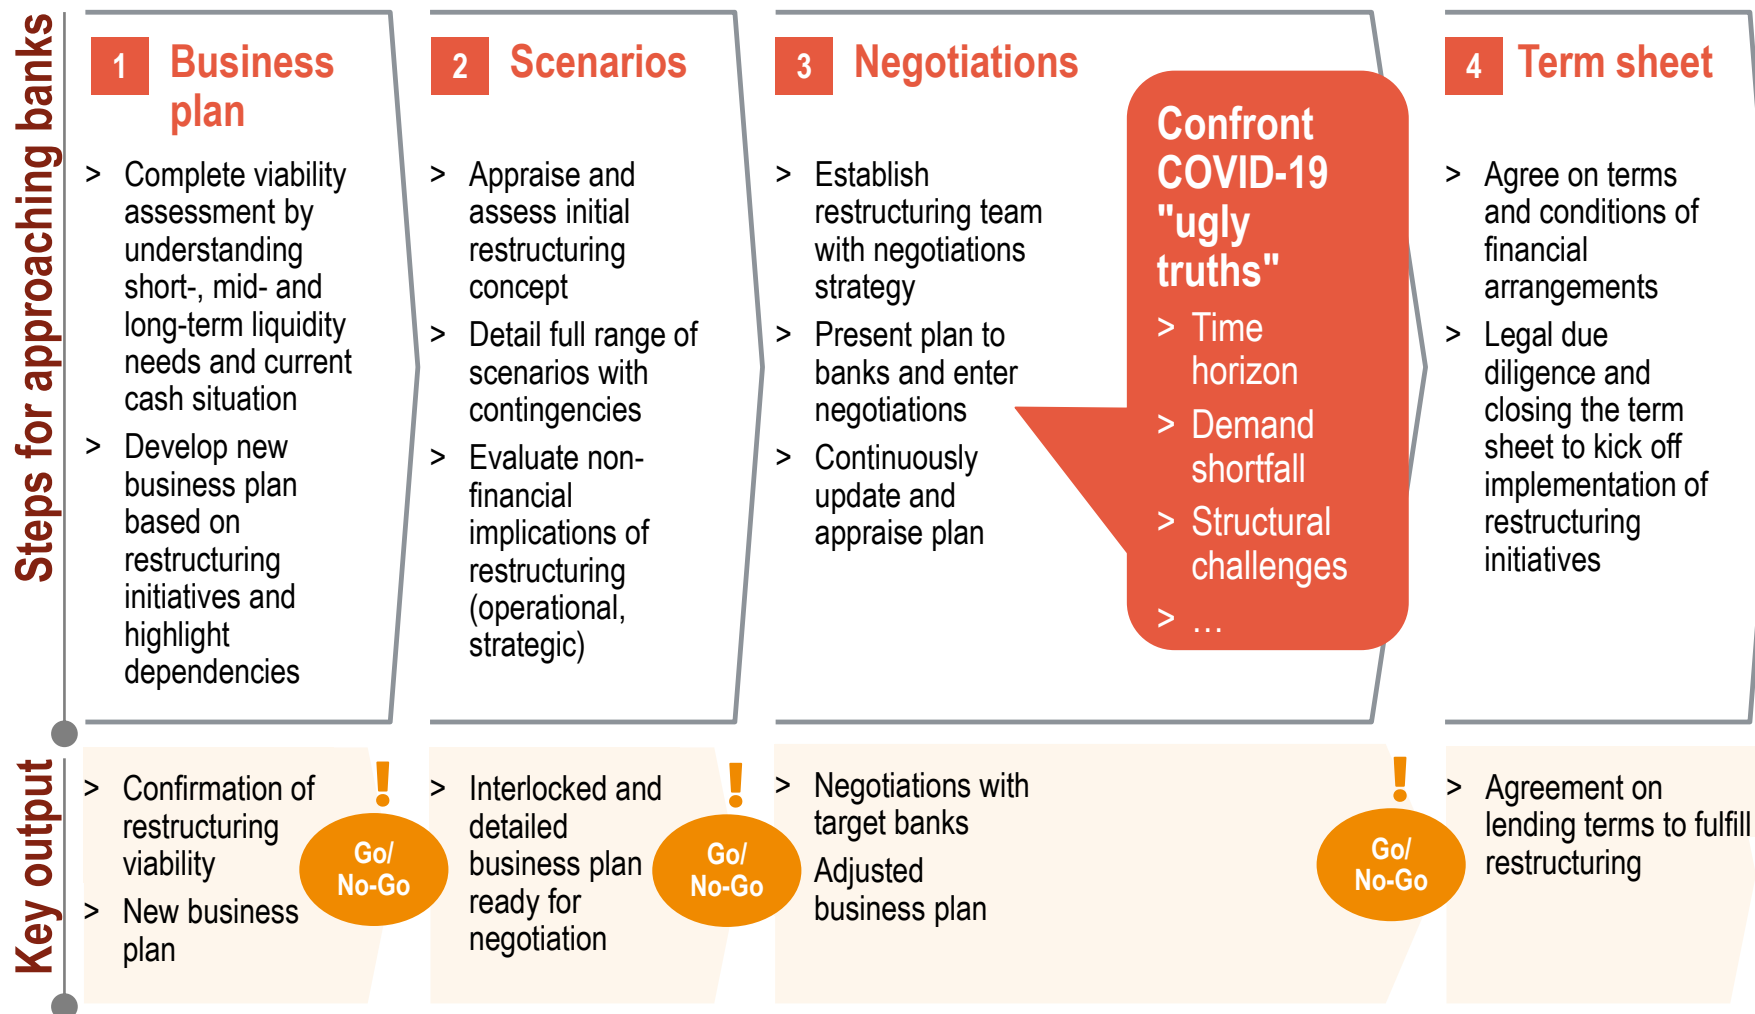 Steps for approaching banks
1 Business
plan
> Complete viability
assessment by
understanding
short-, mid- and
long-term liquidity
needs and current
cash situation
> Develop new
business plan
based on
restructuring
initiatives and
highlight
dependencies
2 Scenarios
> Appraise and
assess initial
restructuring
concept
> Detail full range of
scenarios with
contingencies
> Evaluate non-
financial
implications of
restructuring
(operational,
strategic)
3 Negotiations
> Establish
restructuring team
with negotiations
strategy
> Present plan to
banks and enter
negotiations
> Continuously
update and
appraise plan
Confront
COVID-19
"ugly
truths"
> Time
horizon
> Demand
shortfall
> Structural
challenges
> …
4 Term sheet
> Agree on terms
and conditions of
financial
arrangements
> Legal due
diligence and
closing the term
sheet to kick off
implementation of
restructuring
initiatives
Key output
> Confirmation of
restructuring
viability
> New business
plan
!
Go/
No-Go
> Interlocked and
detailed
business plan
ready for
negotiation
!
Go/
No-Go
> Negotiations with
target banks
Adjusted
business plan
!
Go/
No-Go
> Agreement on
lending terms to fulfill
restructuring